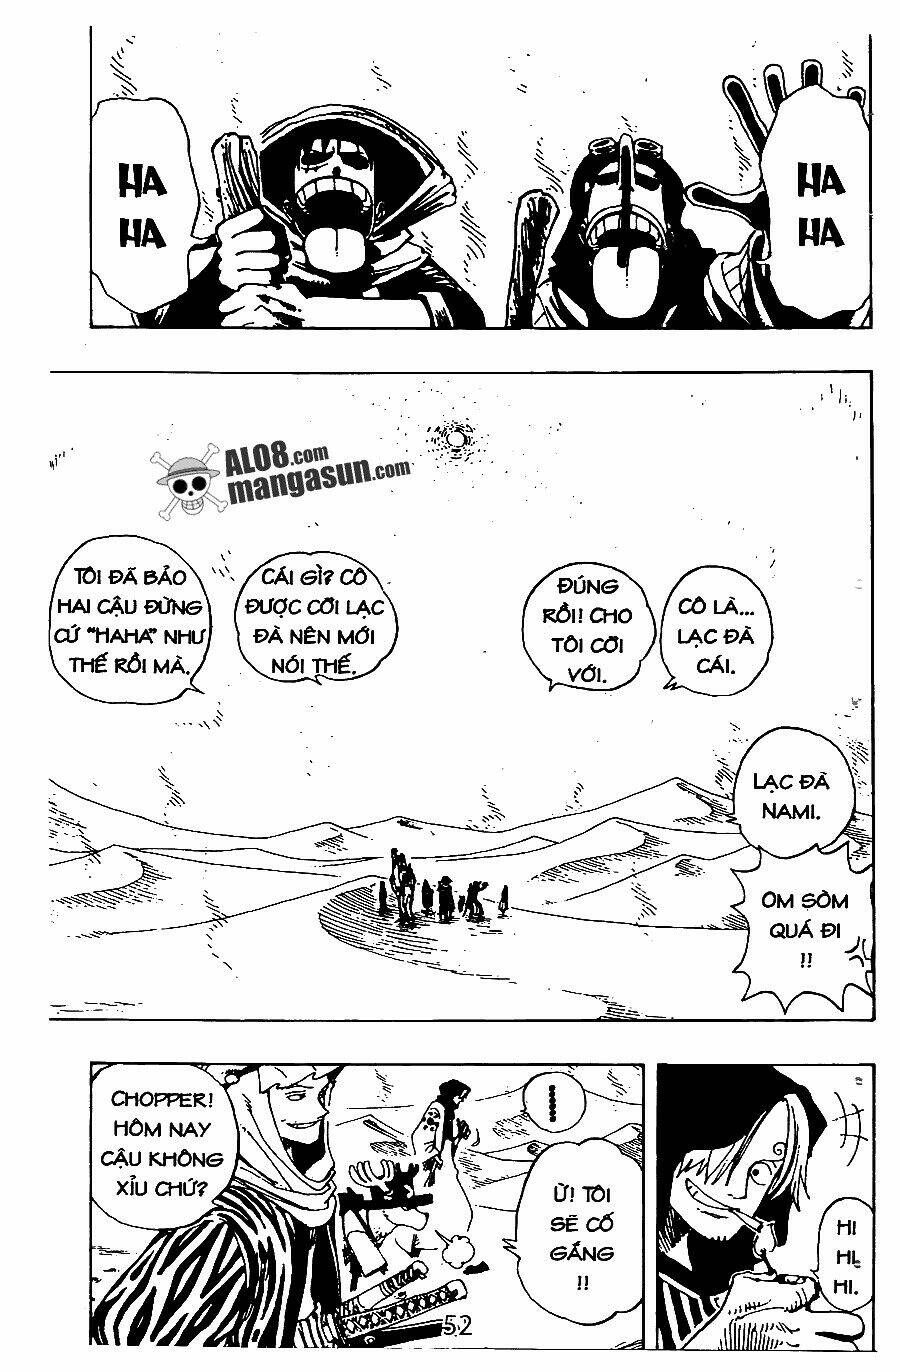 HA
HA
HA
HA
AL08.com
mangasun.com
CÔ LÀ...
LẠC ĐÀ
CÁI.
ĐÚNG
RỒI! CHO
TÔI CỠI
VỚI.
CÁI GÌ? CÔ
ĐƯỢC CỠI LẠC
ĐÀ NÊN MỚI
NÓI THẾ.
TÔI ĐÃ BẢO
HAI CẬU ĐỪNG
CỨ "HAHA" NHƯ
THẾ RỒI MÀ.
LẠC ĐÀ
NAMI.
OM SÒM
QUÁ ĐI
!!
HI
HI
HI.
CHOPPER!
HÔM NAY
CẬU KHÔNG
XỈU CHỨ?
Ừ! TÔI
SẼ CỐ
GẮNG
!!
52